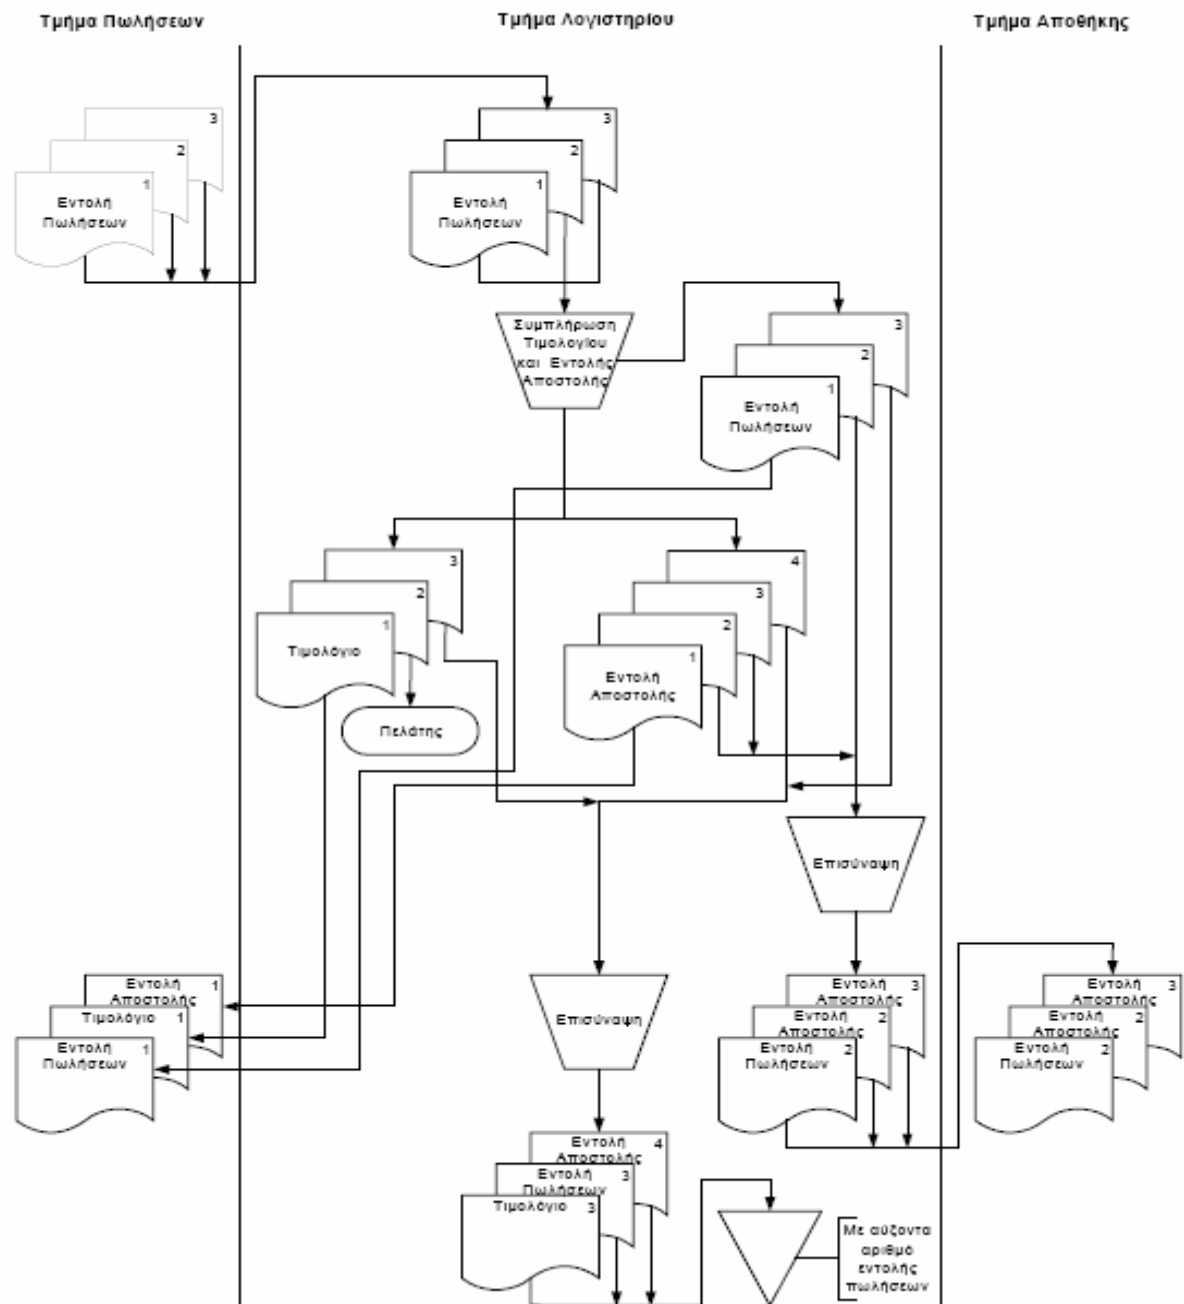 Τμήμα Πωλήσεων
Τμήμα Λογιστηρίου
Τμήμα Αποθήκης
3
2
1
Εντολή
Πωλήσεων
3
2
1
Εντολή
Πωλήσεων
Συμπλήρωση
Τιμολογίου
και Εντολής
Αποστολής
3
2
1
Εντολή
Πωλήσεων
3
2
1
Τιμολόγιο
Πελάτης
4
3
2
1
Εντολή
Αποστολής
Επισύναψη
Εντολή 1
Αποστολής
Τιμολόγιο 1
Εντολή 1
Πωλήσεων
Επισύναψη
Εντολή 3
Αποστολής
Εντολή 2
Αποστολής
Εντολή 2
Πωλήσεων
Εντολή 3
Αποστολής
Εντολή 2
Αποστολής
Εντολή 2
Πωλήσεων
Εντολή 4
Αποστολής
Εντολή 3
Πωλήσεων
Τιμολόγιο 3
Με αύξοντα
αριθμό
εντολής
πωλήσεων